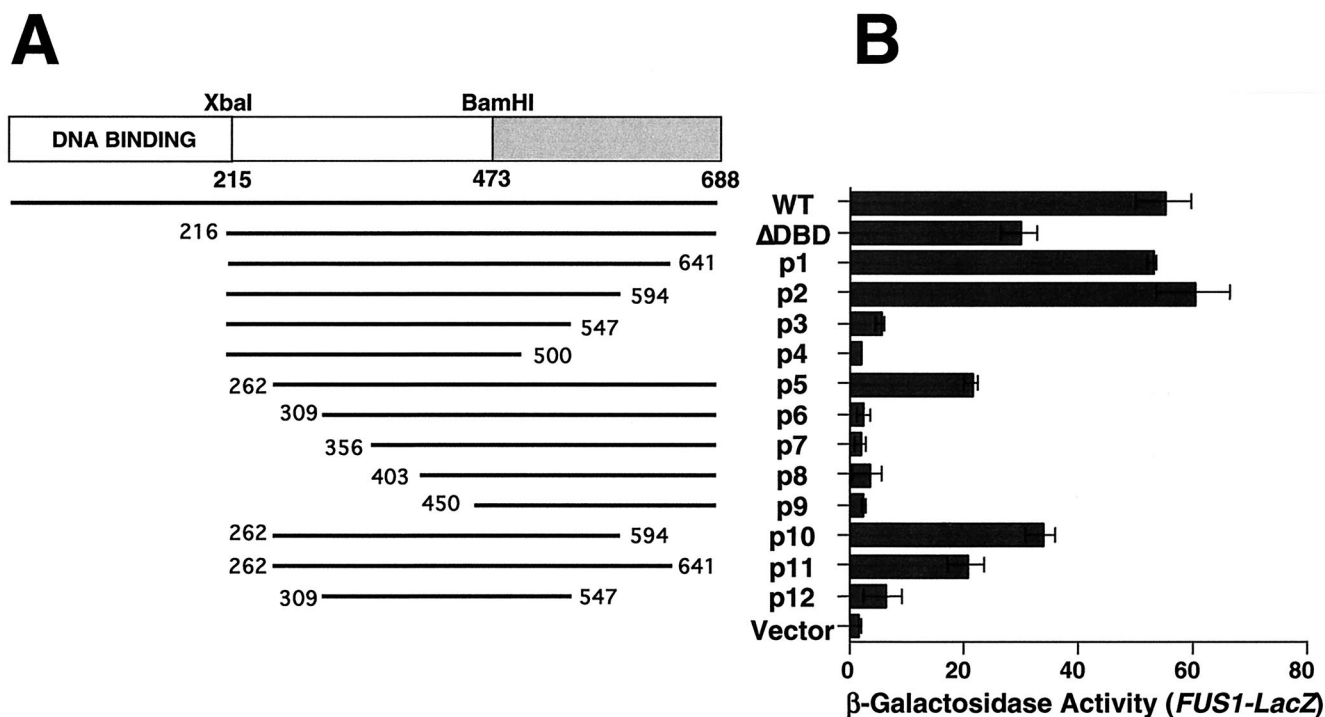 A
B
XbaI BamHI
DNA BINDING
215 473 688
WT
216 ΔDBD
641 p1
594 p2
547 p3
500 p4
262 p5
309 p6
356 p7
403 p8
450 p9
262 594 p10
262 641 p11
309 547 p12
Vector
0 20 40 60 80
β-Galactosidase Activity (FUS1-LacZ)